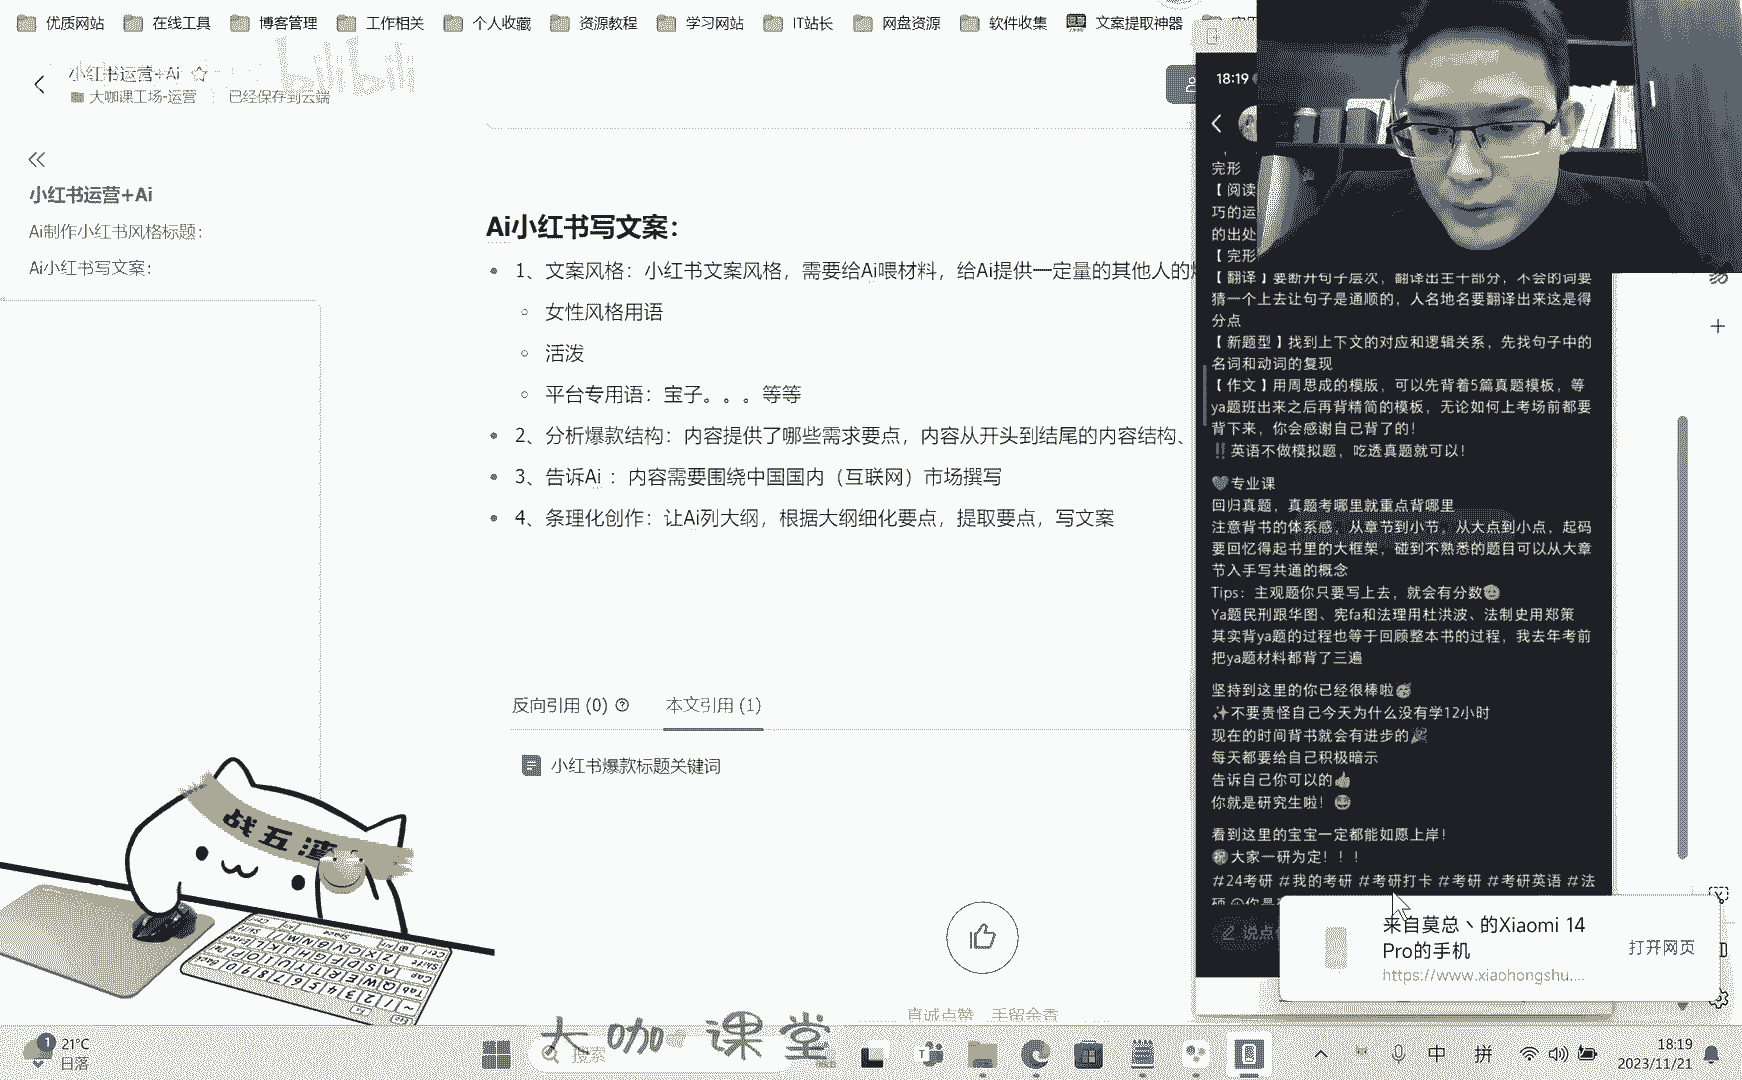 优质网站 在线工具 博客管理 工作相关 个人收藏 资源教程 学习网站 IT站长 网盘资源 软件收集 文案提取神器
bilibili
小红书运营+Ai
大咖课工场-运营 已经保存到云端
小红书运营+Ai
Ai制作小红书风格标题：
Ai小红书写文案：
Ai小红书写文案：
1、文案风格：小红书文案风格，需要给Ai喂材料，给Ai提供一定量的其他人的
女性风格用语
活泼
平台专用语：宝子。。。等等
2、分析爆款结构：内容提供了哪些需求要点，内容从开头到结尾的内容结构、
3、告诉Ai ：内容需要围绕中国国内（互联网）市场撰写
4、条理化创作：让Ai列大纲，根据大纲细化要点，提取要点，写文案
反向引用 (0) 本文引用 (1)
小红书爆款标题关键词
18:19
完形
【阅读
巧的运
的出处
【完形
【翻译】要断开句子层次，翻译出主干部分，不会的词要
猜一个上去让句子是通顺的，人名地名要翻译出来这是得
分点
【新题型】找到上下文的对应和逻辑关系，先找句子中的
名词和动词的复现
【作文】用周思成的模版，可以先背着5篇真题模板，等
ya题班出来之后再背精简的模板，无论如何上考场前都要
背下来，你会感谢自己背了的！
‼️英语不做模拟题，吃透真题就可以！
专业课
回归真题，真题考哪里就重点背哪里
注意背书的体系感，从章节到小节，从大点到小点，起码
要回忆得起书里的大框架，碰到不熟悉的题目可以从大章
节入手写共通的概念
Tips：主观题你只要写上去，就会有分数
Ya题民刑跟华图、宪fa和法理用杜洪波、法制史用郑策
其实背ya题的过程也等于回顾整本书的过程，我去年考前
把ya题材料都背了三遍
坚持到这里的你已经很棒啦
✨不要责怪自己今天为什么没有学12小时
现在的时间背书就会有进步的🎉
每天都要给自己积极暗示
告诉自己你可以的👍
你就是研究生啦！
看到这里的宝宝一定都能如愿上岸！
㊗大家一研为定！！！
#24考研 #我的考研 #考研打卡 #考研 #考研英语 #法
来自莫总丶的Xiaomi 14
Pro的手机
https://www.xiaohongshu....
打开网页
战五渣
大咖课堂
搜索
21°C
日落
中 拼
18:19
2023/11/21